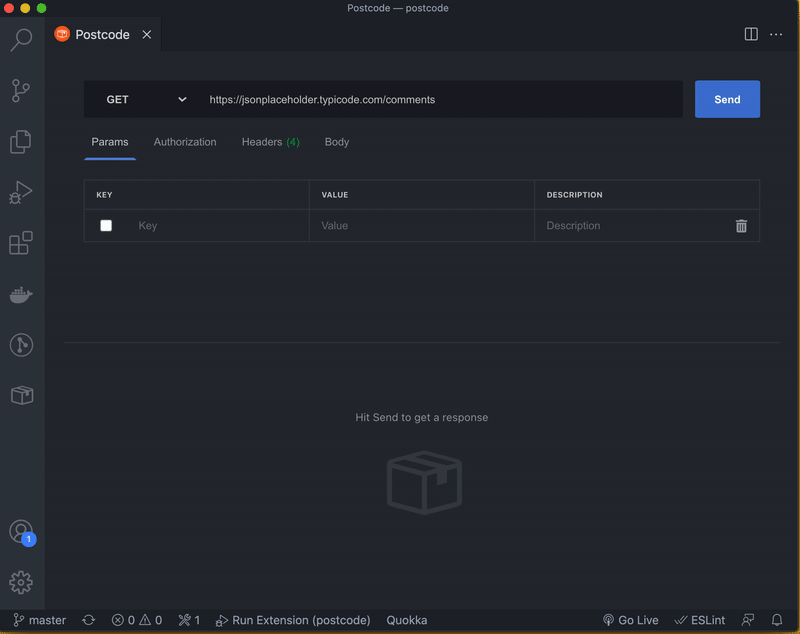 Postcode — postcode
Postcode
GET https://jsonplaceholder.typicode.com/comments Send
Params Authorization Headers (4) Body
KEY VALUE DESCRIPTION
Key Value Description
Hit Send to get a response
1
master 0 0 1 Run Extension (postcode) Quokka Go Live ESLint